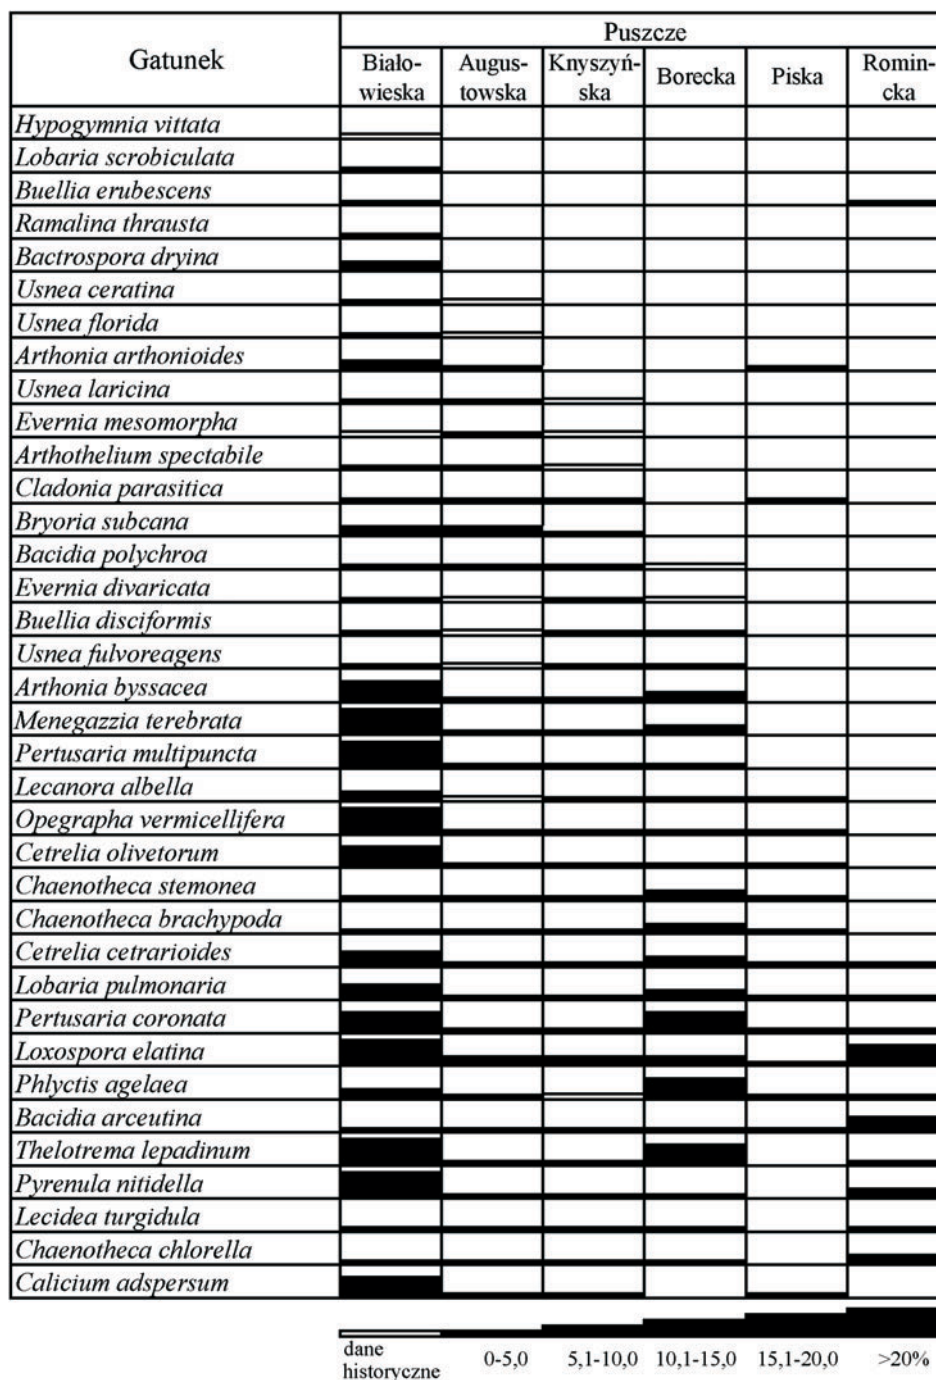 Gatunek
Puszcze
Biało-
wieska
Augus-
towska
Knyszyń-
ska
Borecka
Piska
Romin-
cka
Hypogymnia vittata
Lobaria scrobiculata
Buellia erubescens
Ramalina thrausta
Bactrospora dryina
Usnea ceratina
Usnea florida
Arthonia arthonioides
Usnea laricina
Evernia mesomorpha
Arthothelium spectabile
Cladonia parasitica
Bryoria subcana
Bacidia polychroa
Evernia divaricata
Buellia disciformis
Usnea fulvoreagens
Arthonia byssacea
Menegazzia terebrata
Pertusaria multipuncta
Lecanora albella
Opegrapha vermicellifera
Cetrelia olivetorum
Chaenotheca stemonea
Chaenotheca brachypoda
Cetrelia cetrarioides
Lobaria pulmonaria
Pertusaria coronata
Loxospora elatina
Phlyctis agelaea
Bacidia arceutina
Thelotrema lepadinum
Pyrenula nitidella
Lecidea turgidula
Chaenotheca chlorella
Calicium adspersum
dane
historyczne
0-5,0
5,1-10,0
10,1-15,0
15,1-20,0
>20%